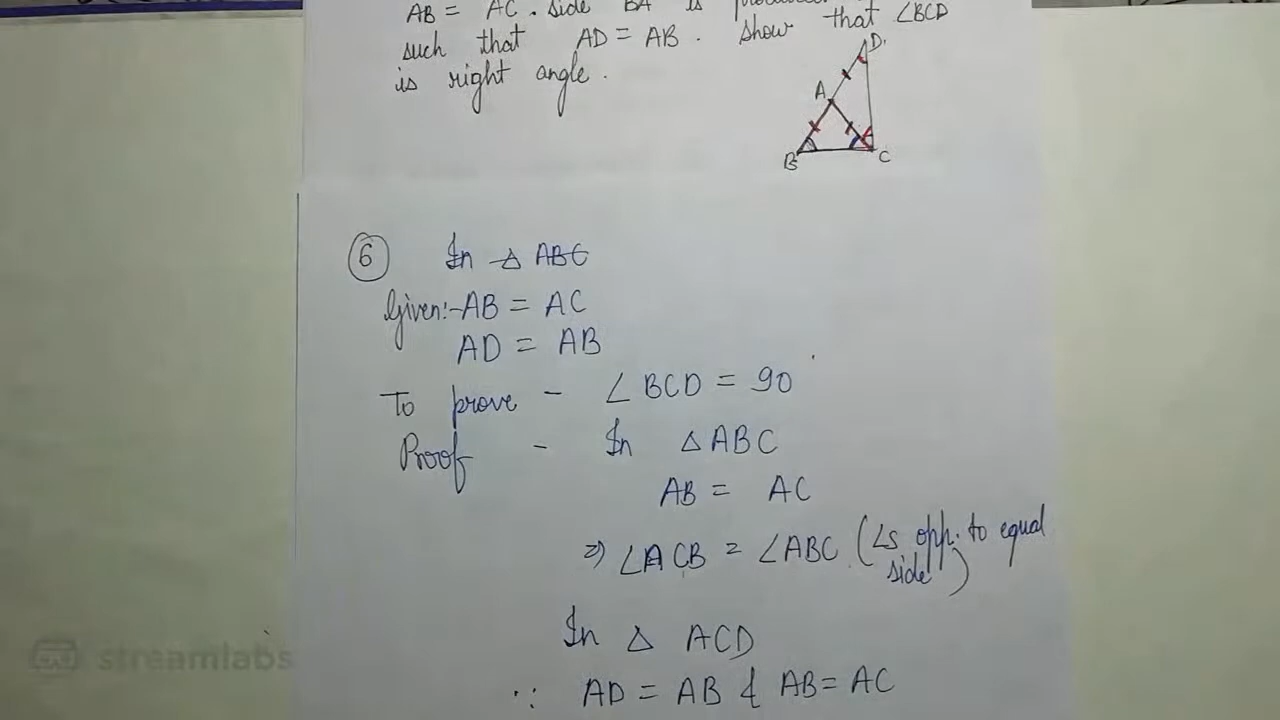 AB = AC . side BA is
such that AD = AB . show that ∠BCD
is right angle .
D
A
B
C
6 In △ ABC
Given:- AB = AC
AD = AB
To prove - ∠BCD = 90
Proof - In △ABC
AB = AC
⇒ ∠ACB = ∠ABC (∠s opp. to equal
side)
In △ ACD
∵ AD = AB & AB = AC
streamlabs